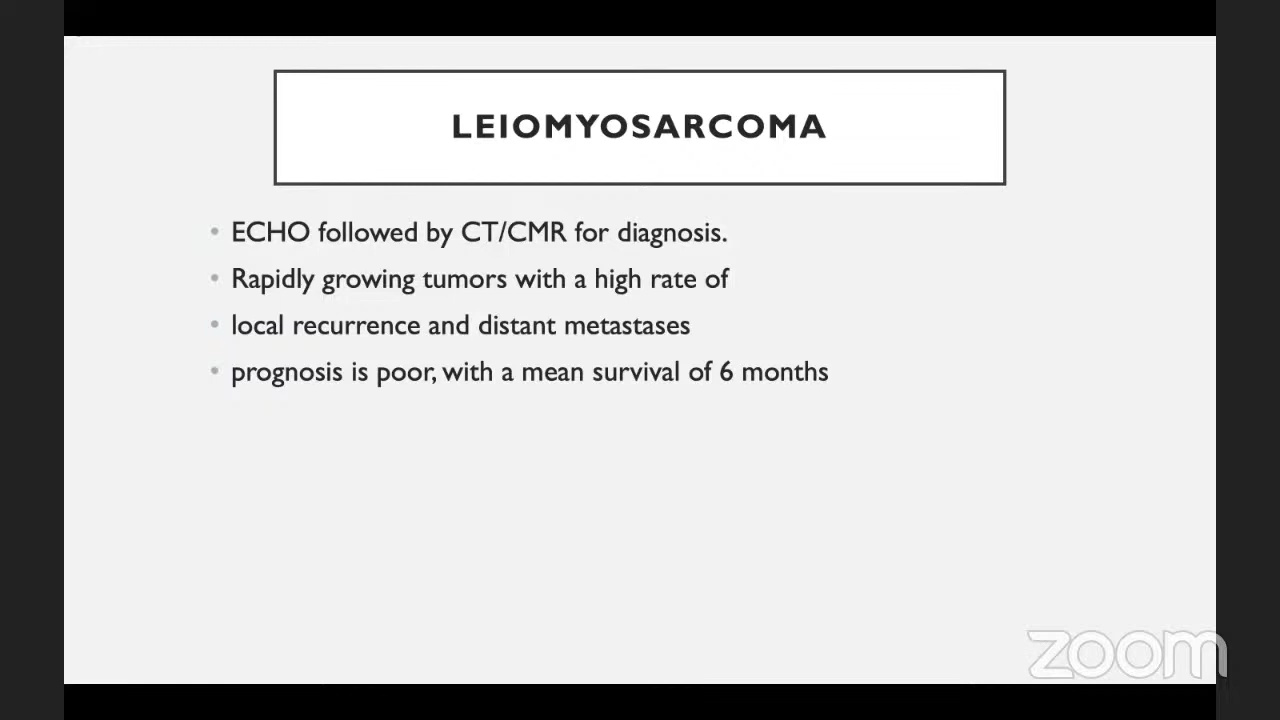 LEIOMYOSARCOMA
• ECHO followed by CT/CMR for diagnosis.
• Rapidly growing tumors with a high rate of
• local recurrence and distant metastases
• prognosis is poor, with a mean survival of 6 months
zoom